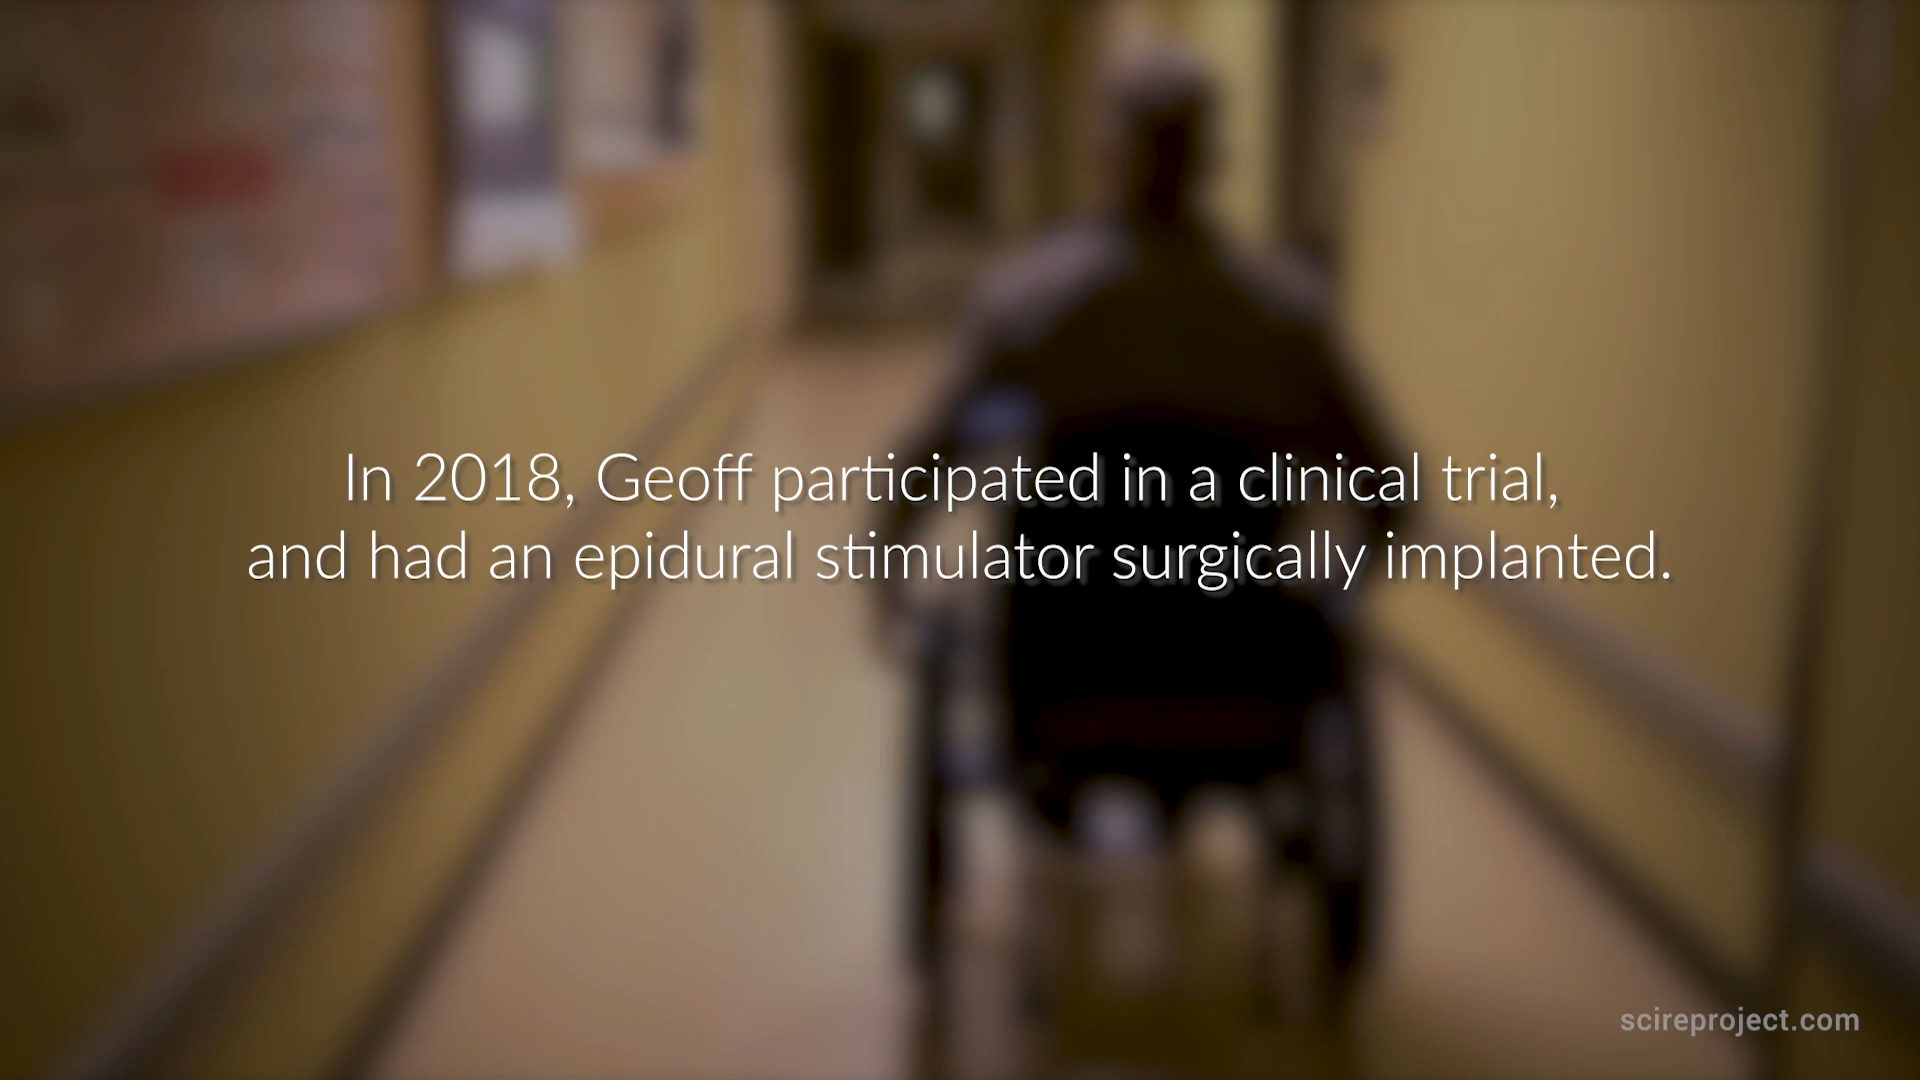 In 2018, Geoff participated in a clinical trial,
and had an epidural stimulator surgically implanted.
scireproject.com